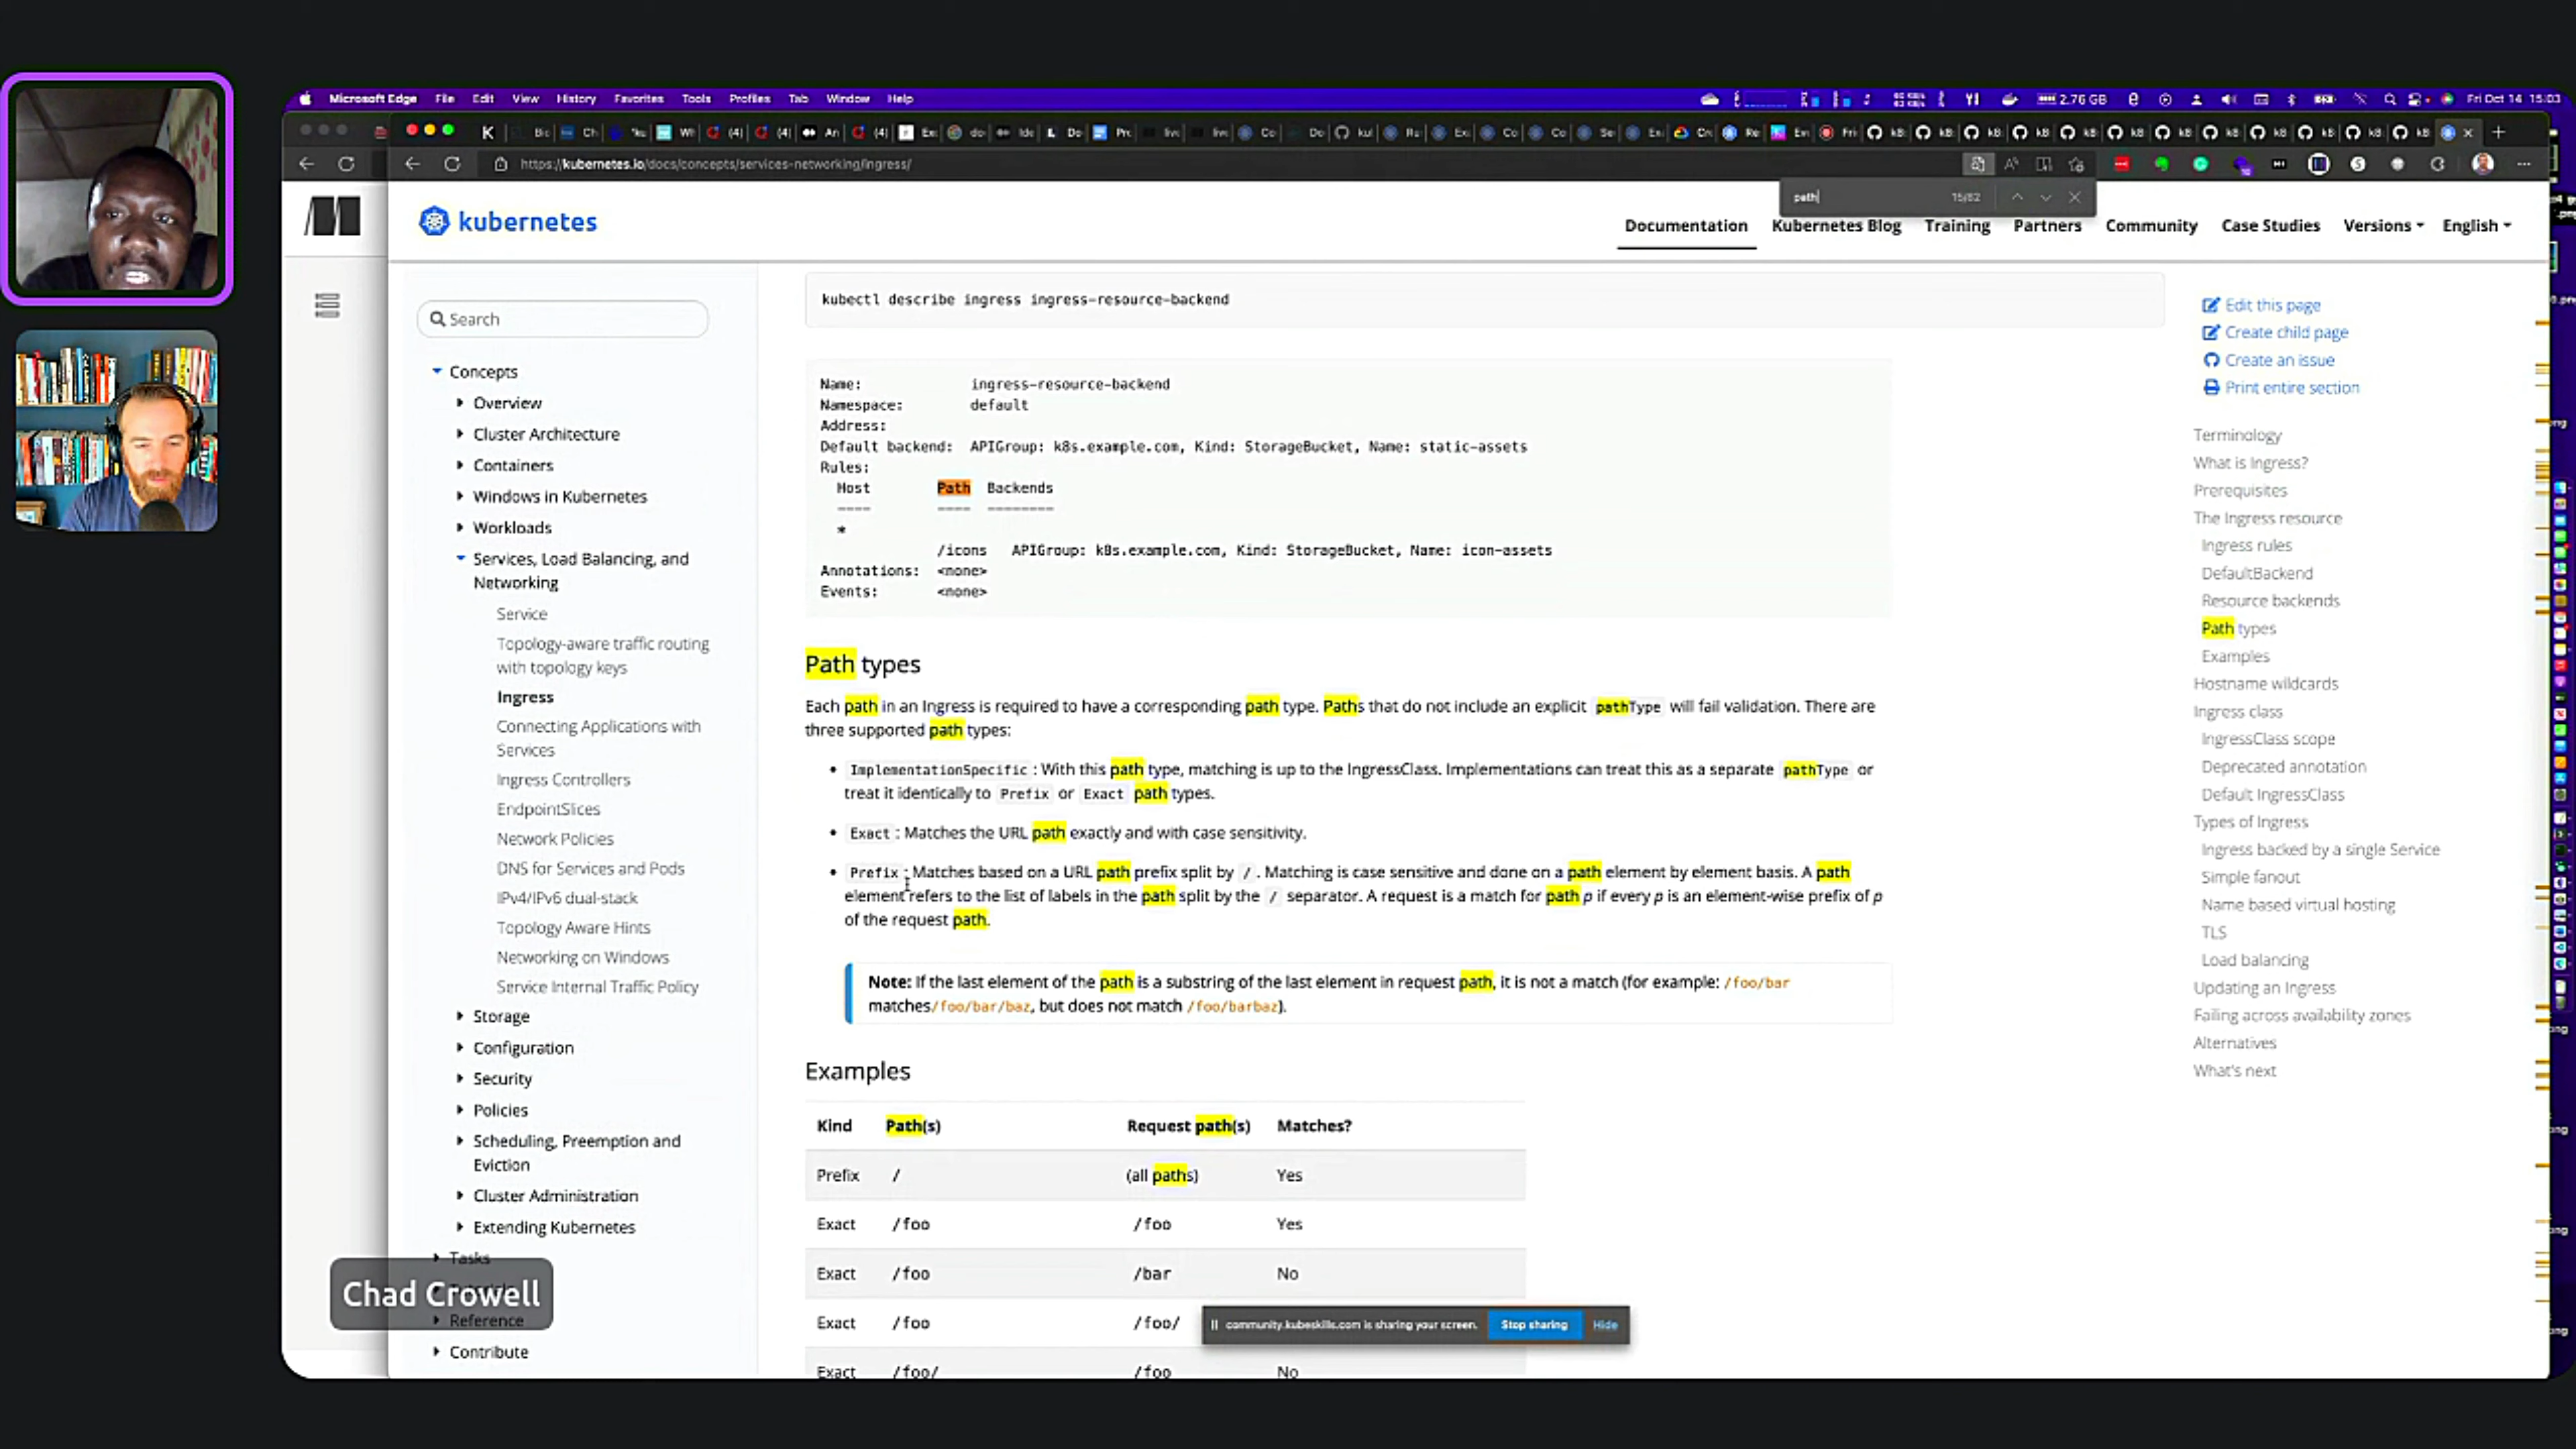 Microsoft Edge File Edit View History Favorites Tools Profiles Tab Window Help
2.76 GB Fri Oct 14 15:03
https://kubernetes.io/docs/concepts/services-networking/ingress/
path 15/82
kubernetes
Documentation Kubernetes Blog Training Partners Community Case Studies Versions English
Search
Concepts
Overview
Cluster Architecture
Containers
Windows in Kubernetes
Workloads
Services, Load Balancing, and
Networking
Service
Topology-aware traffic routing
with topology keys
Ingress
Connecting Applications with
Services
Ingress Controllers
EndpointSlices
Network Policies
DNS for Services and Pods
IPv4/IPv6 dual-stack
Topology Aware Hints
Networking on Windows
Service Internal Traffic Policy
Storage
Configuration
Security
Policies
Scheduling, Preemption and
Eviction
Cluster Administration
Extending Kubernetes
Tasks
Reference
Contribute
Chad Crowell
kubectl describe ingress ingress-resource-backend
Name: ingress-resource-backend
Namespace: default
Address:
Default backend: APIGroup: k8s.example.com, Kind: StorageBucket, Name: static-assets
Rules:
Host Path Backends
---- ---- --------
*
/icons APIGroup: k8s.example.com, Kind: StorageBucket, Name: icon-assets
Annotations: <none>
Events: <none>
Path types
Each path in an Ingress is required to have a corresponding path type. Paths that do not include an explicit pathType will fail validation. There are
three supported path types:
• ImplementationSpecific : With this path type, matching is up to the IngressClass. Implementations can treat this as a separate pathType or
treat it identically to Prefix or Exact path types.
• Exact : Matches the URL path exactly and with case sensitivity.
• Prefix : Matches based on a URL path prefix split by / . Matching is case sensitive and done on a path element by element basis. A path
element refers to the list of labels in the path split by the / separator. A request is a match for path p if every p is an element-wise prefix of p
of the request path.
Note: If the last element of the path is a substring of the last element in request path, it is not a match (for example: /foo/bar
matches/foo/bar/baz, but does not match /foo/barbaz).
Examples
Kind Path(s) Request path(s) Matches?
Prefix / (all paths) Yes
Exact /foo /foo Yes
Exact /foo /bar No
Exact /foo /foo/
Exact /foo/ /foo No
community.kubeskills.com is sharing your screen. Stop sharing Hide
Edit this page
Create child page
Create an issue
Print entire section
Terminology
What is Ingress?
Prerequisites
The Ingress resource
Ingress rules
DefaultBackend
Resource backends
Path types
Examples
Hostname wildcards
Ingress class
IngressClass scope
Deprecated annotation
Default IngressClass
Types of Ingress
Ingress backed by a single Service
Simple fanout
Name based virtual hosting
TLS
Load balancing
Updating an Ingress
Failing across availability zones
Alternatives
What's next